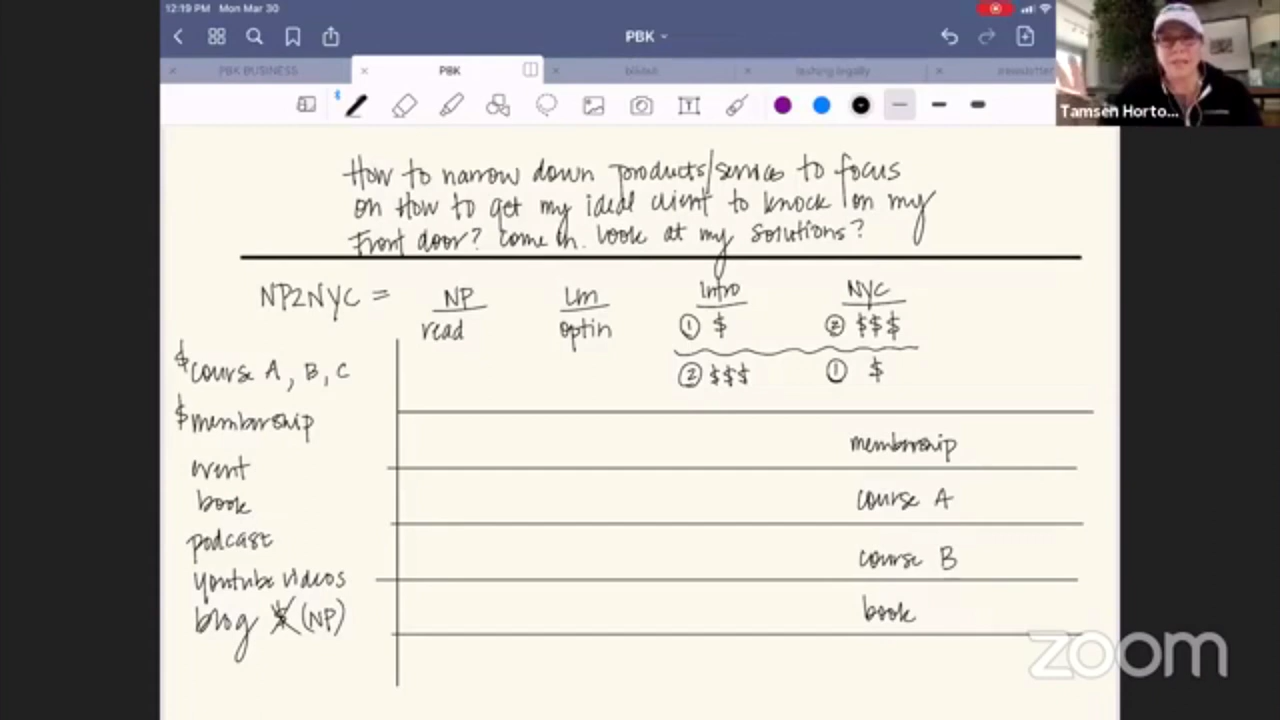 12:19 PM Mon Mar 30
PBK
PBK BUSINESS
PBK
lashing legally
Tamsen Horto...
How to narrow down products/services to focus
on How to get my ideal client to knock on my
Front door? Come in. Look at my solutions?
NP2NYC = NP Lm Intro NYC
read optin ① $ ② $$$
② $$$ ① $
$course A, B, C
$membership
membership
event
book
course A
podcast
course B
youtube videos
blog $ (NP)
book
zoom